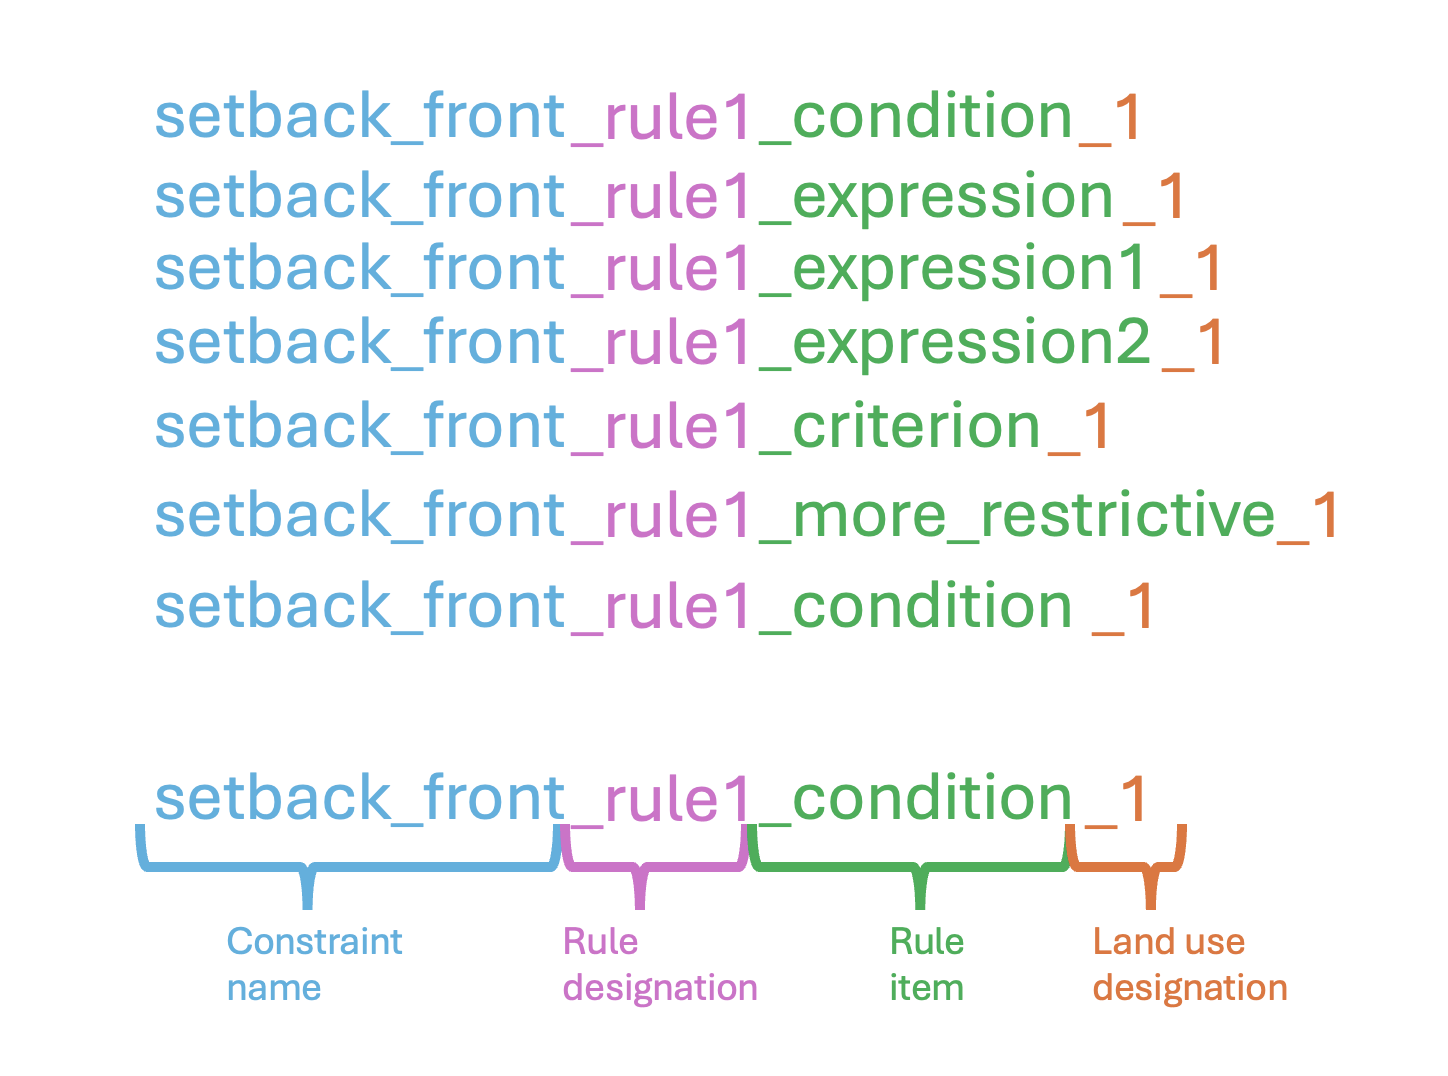 setback_front_rule1_condition_1
setback_front_rule1_expression_1
setback_front_rule1_expression1_1
setback_front_rule1_expression2_1
setback_front_rule1_criterion_1
setback_front_rule1_more_restrictive_1
setback_front_rule1_condition _1
setback_front_rule1_condition_1
Constraint name
Rule designation
Rule item
Land use designation